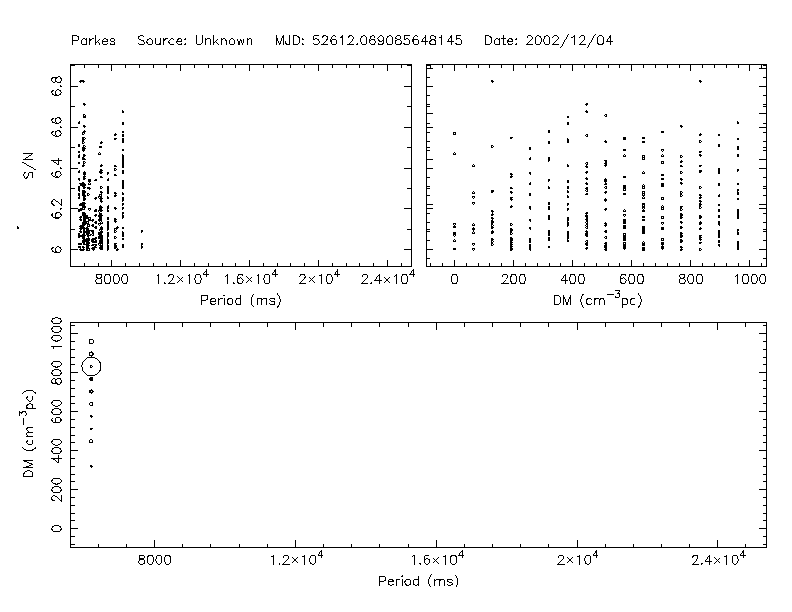 Parkes Source: Unknown MJD: 52612.069085648145 Date: 2002/12/04
S/N
6.8
6.6
6.4
6.2
6
8000 1.2×10⁴ 1.6×10⁴ 2×10⁴ 2.4×10⁴
Period (ms)
0 200 400 600 800 1000
DM (cm⁻³pc)
DM (cm⁻³pc)
1000
800
600
400
200
0
8000 1.2×10⁴ 1.6×10⁴ 2×10⁴ 2.4×10⁴
Period (ms)